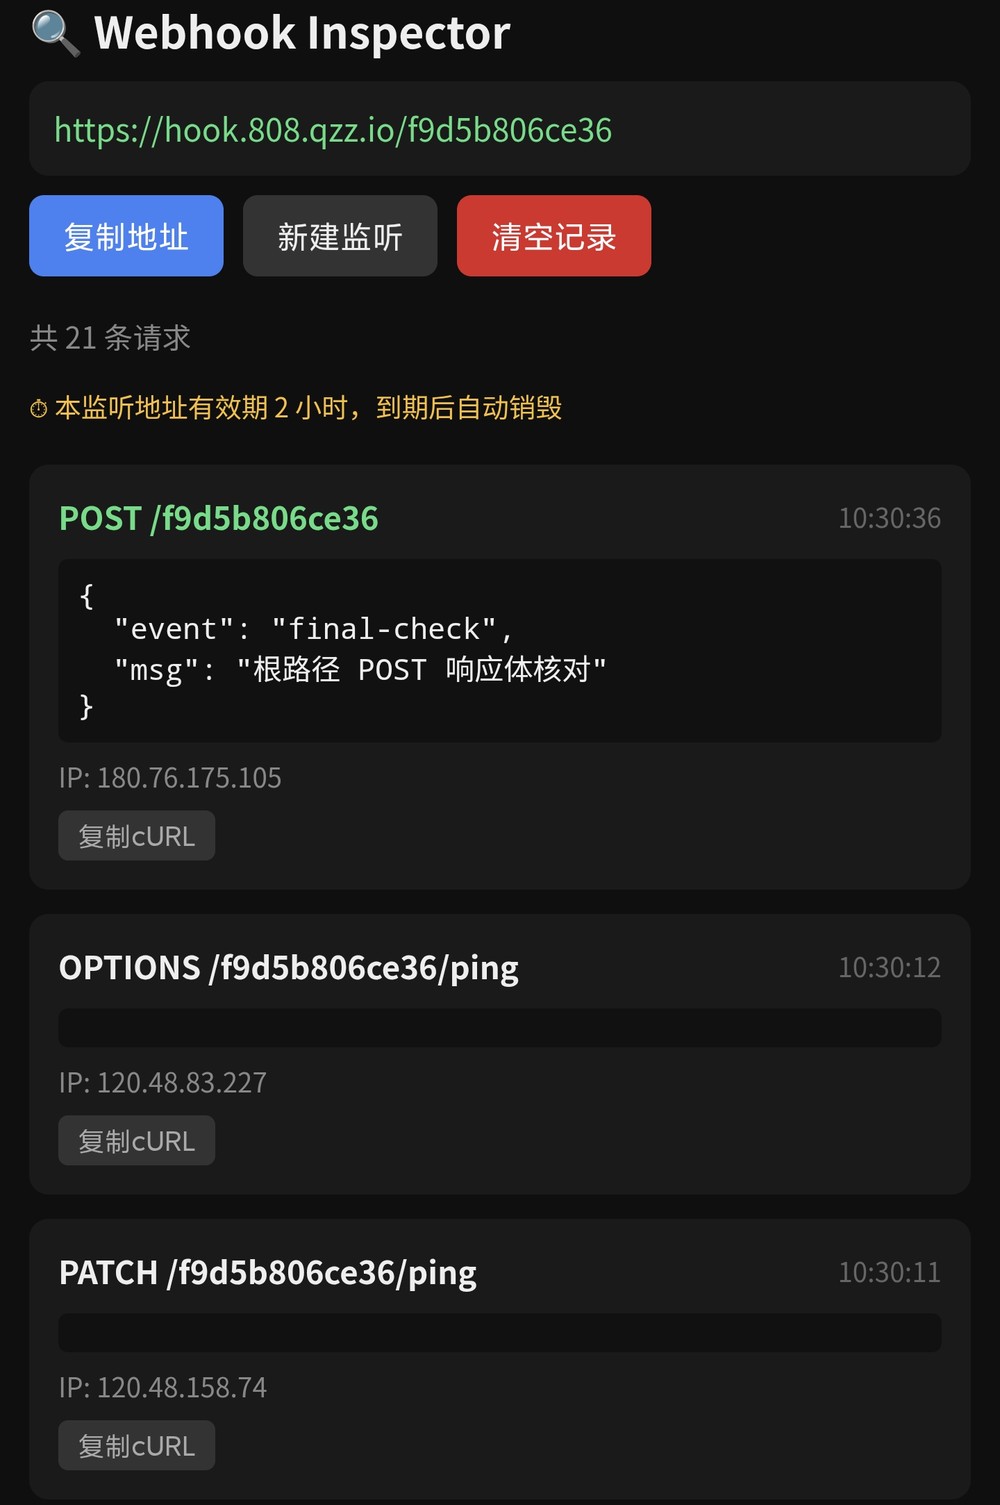 🔍 Webhook Inspector
https://hook.808.qzz.io/f9d5b806ce36
复制地址 新建监听 清空记录
共 21 条请求
⏱ 本监听地址有效期 2 小时，到期后自动销毁
POST /f9d5b806ce36 10:30:36
{
"event": "final-check",
"msg": "根路径 POST 响应体核对"
}
IP: 180.76.175.105
复制cURL
OPTIONS /f9d5b806ce36/ping 10:30:12
IP: 120.48.83.227
复制cURL
PATCH /f9d5b806ce36/ping 10:30:11
IP: 120.48.158.74
复制cURL